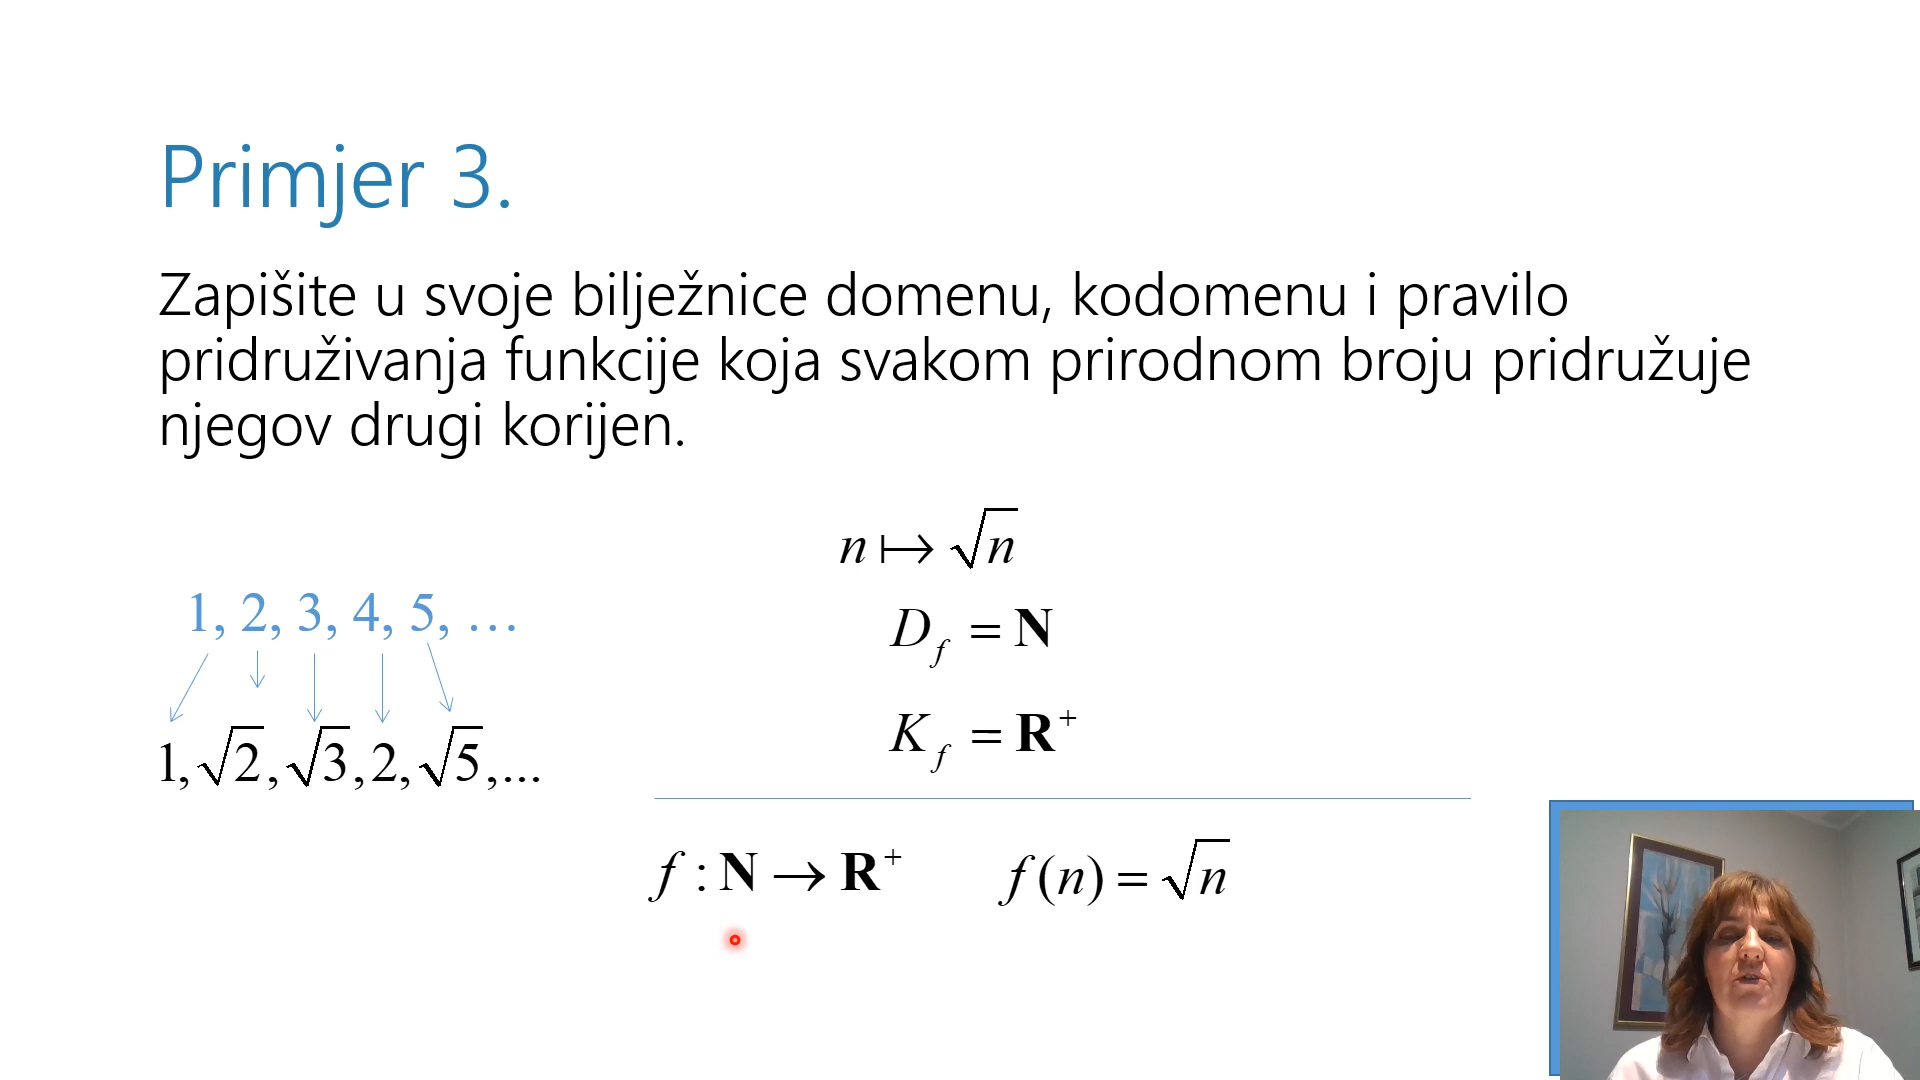 Primjer 3.
Zapišite u svoje bilježnice domenu, kodomenu i pravilo
pridruživanja funkcije koja svakom prirodnom broju pridružuje
njegov drugi korijen.
n ↦ √n
1, 2, 3, 4, 5, …
D_f = N
K_f = R⁺
1, √2, √3, 2, √5, ...
f : N → R⁺ f(n) = √n